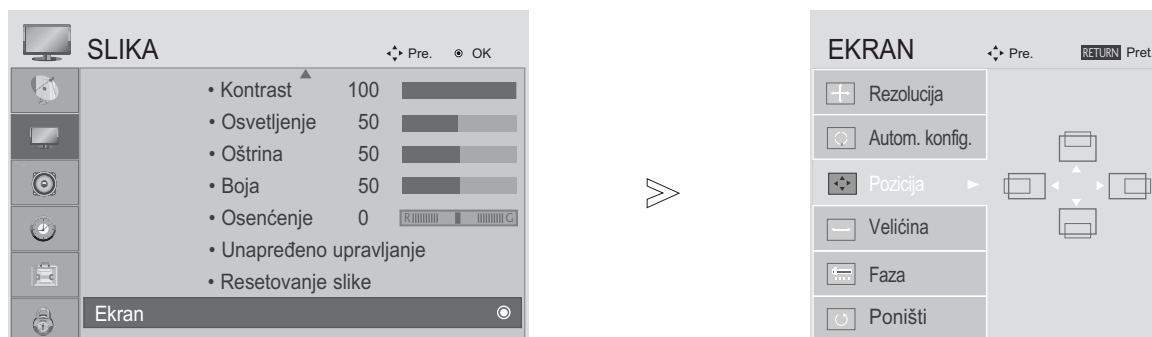 SLIKA Pre. OK
• Kontrast 100
• Osvetljenje 50
• Oštrina 50
• Boja 50
• Osenćenje 0 R G
• Unapređeno upravljanje
• Resetovanje slike
Ekran
EKRAN Pre. RETURN Pret
Rezolucija
Autom. konfig.
Pozicija
Velićina
Faza
Poništi